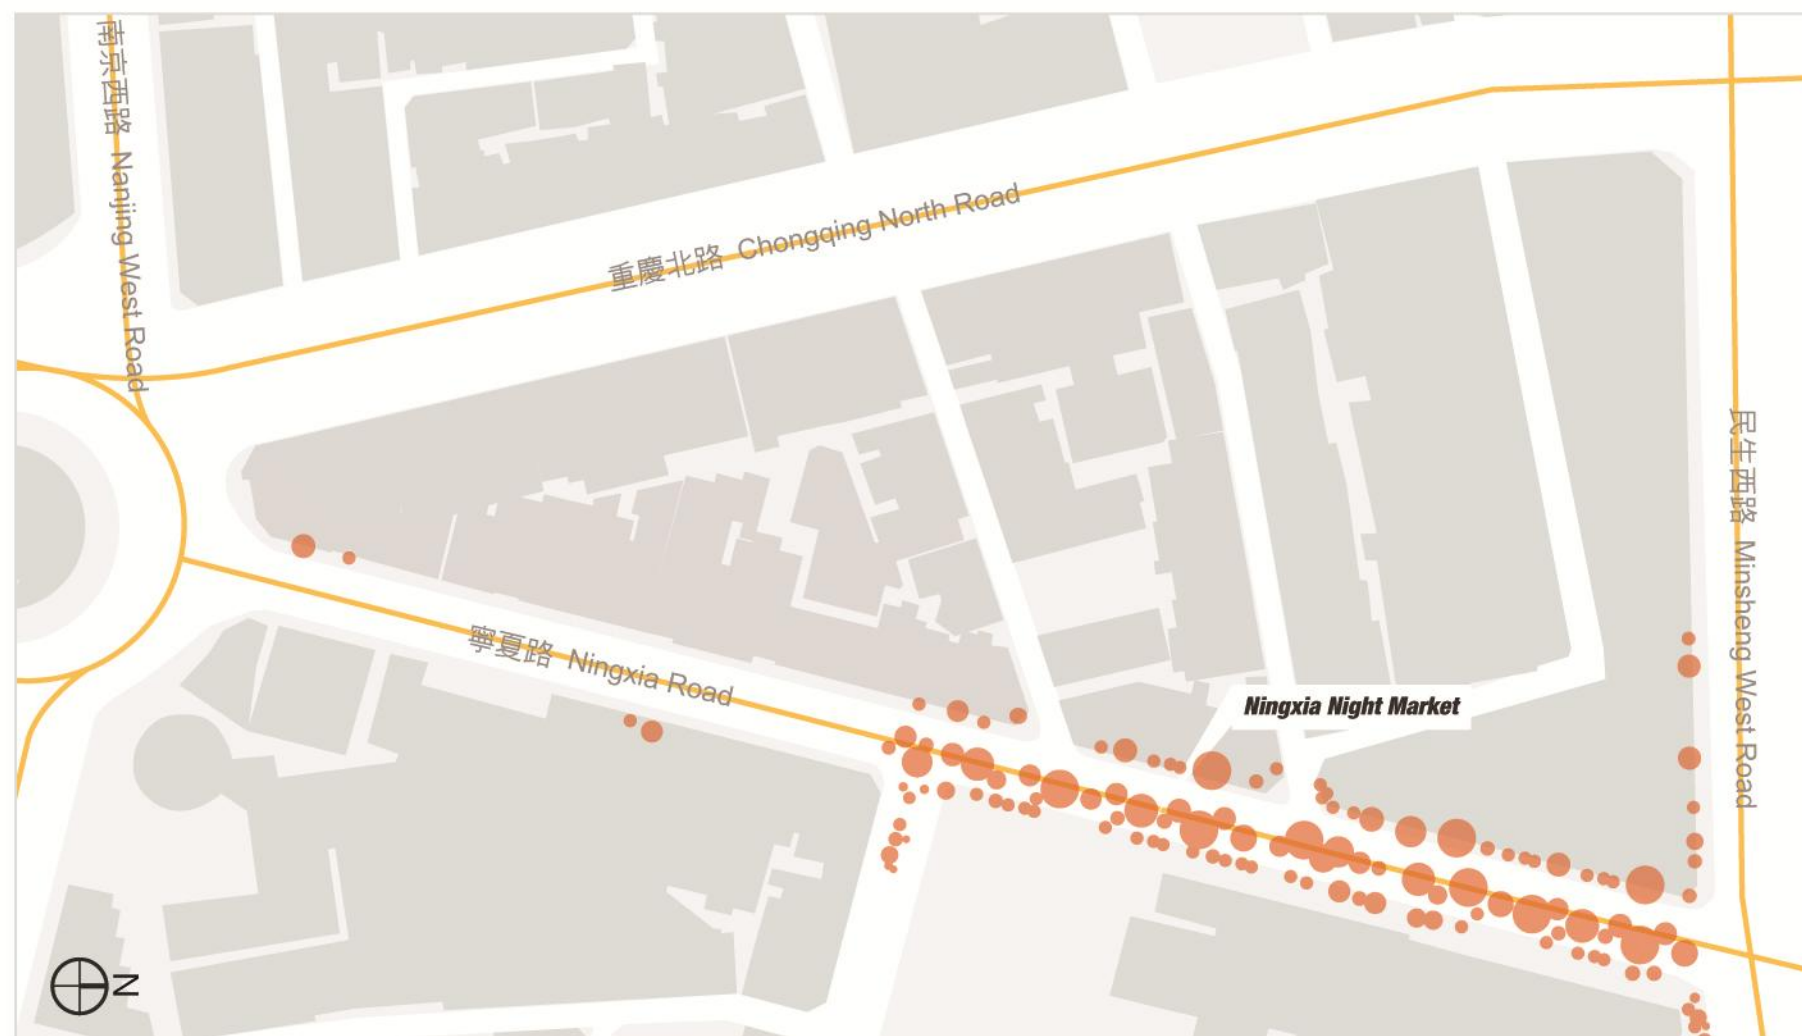 南京西路 Nanjing West Road
重慶北路 Chongqing North Road
寧夏路 Ningxia Road
Ningxia Night Market
民生西路 Minsheng West Road
N